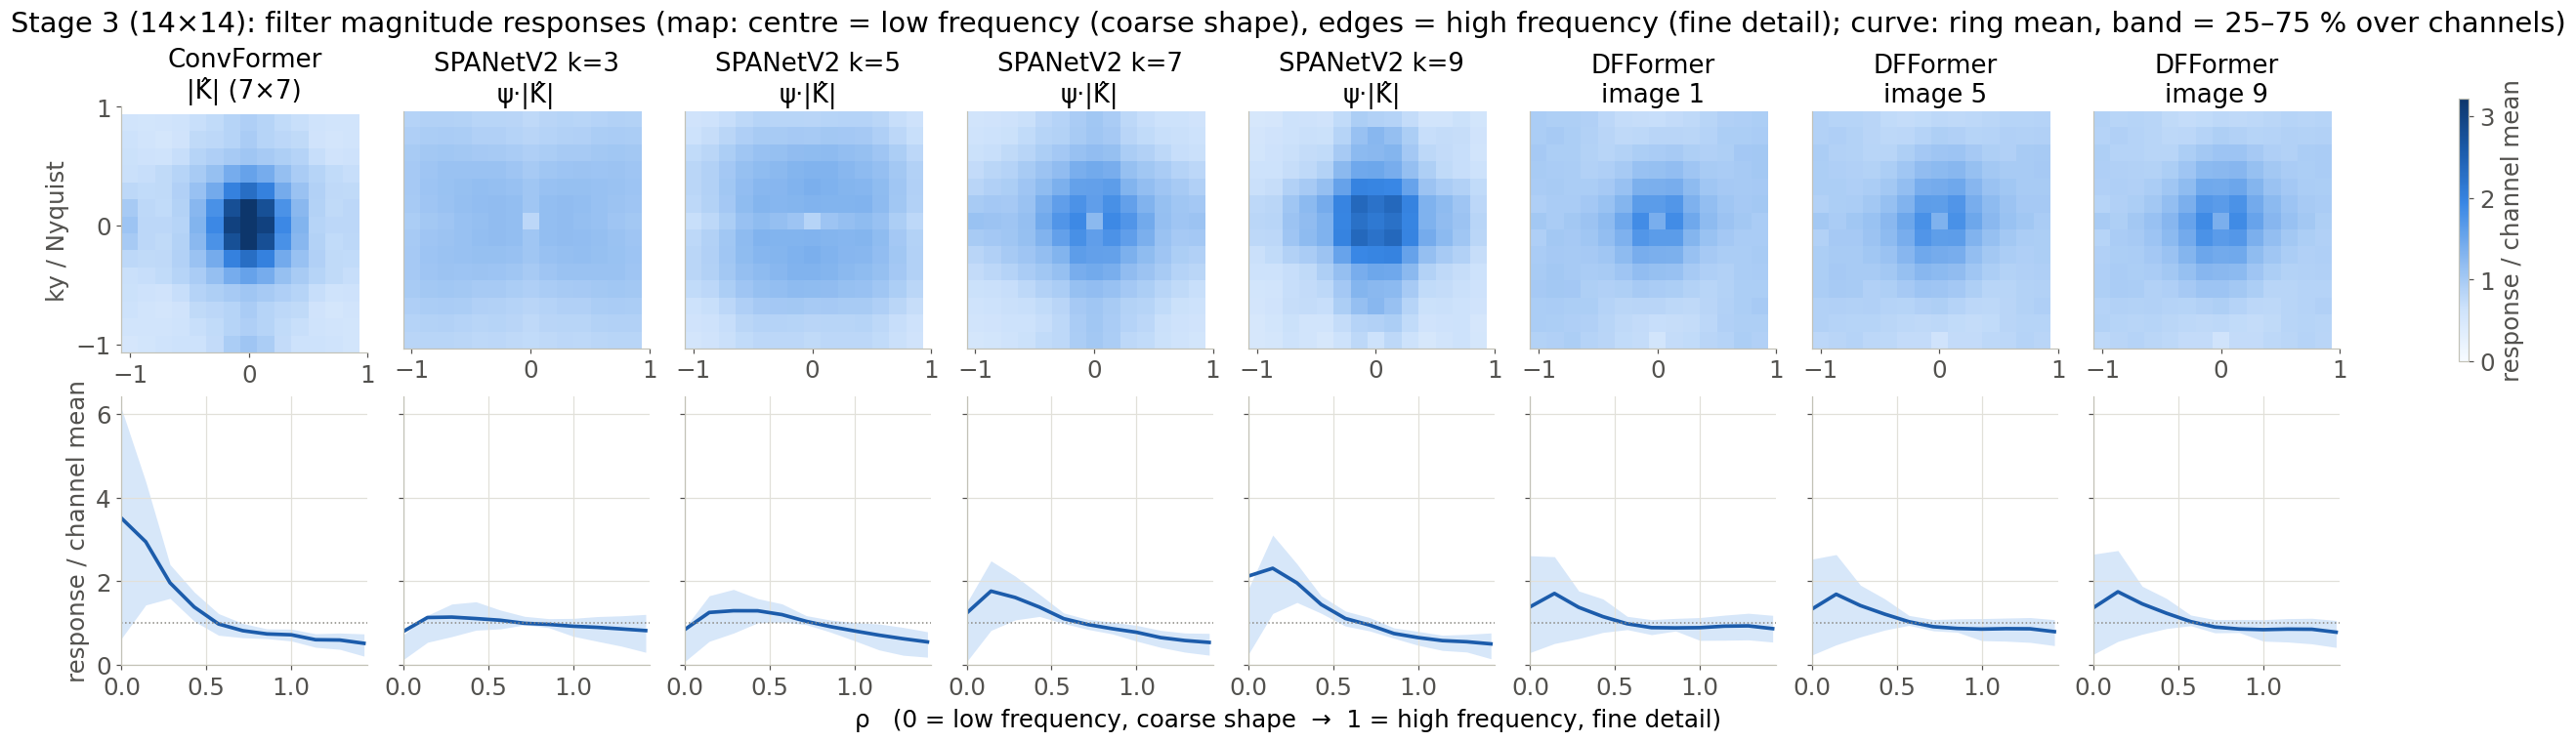 Stage 3 (14×14): filter magnitude responses (map: centre = low frequency (coarse shape), edges = high frequency (fine detail); curve: ring mean, band = 25–75 % over channels)
ConvFormer
|K̂| (7×7)
SPANetV2 k=3
ψ·|K̂|
SPANetV2 k=5
ψ·|K̂|
SPANetV2 k=7
ψ·|K̂|
SPANetV2 k=9
ψ·|K̂|
DFFormer
image 1
DFFormer
image 5
DFFormer
image 9
ky / Nyquist
1
0
−1
−1 0 1
−1 0 1
−1 0 1
−1 0 1
−1 0 1
−1 0 1
−1 0 1
−1 0 1
3
2
1
0
response / channel mean
response / channel mean
6
4
2
0
0.0 0.5 1.0
0.0 0.5 1.0
0.0 0.5 1.0
0.0 0.5 1.0
0.0 0.5 1.0
0.0 0.5 1.0
0.0 0.5 1.0
0.0 0.5 1.0
ρ (0 = low frequency, coarse shape → 1 = high frequency, fine detail)